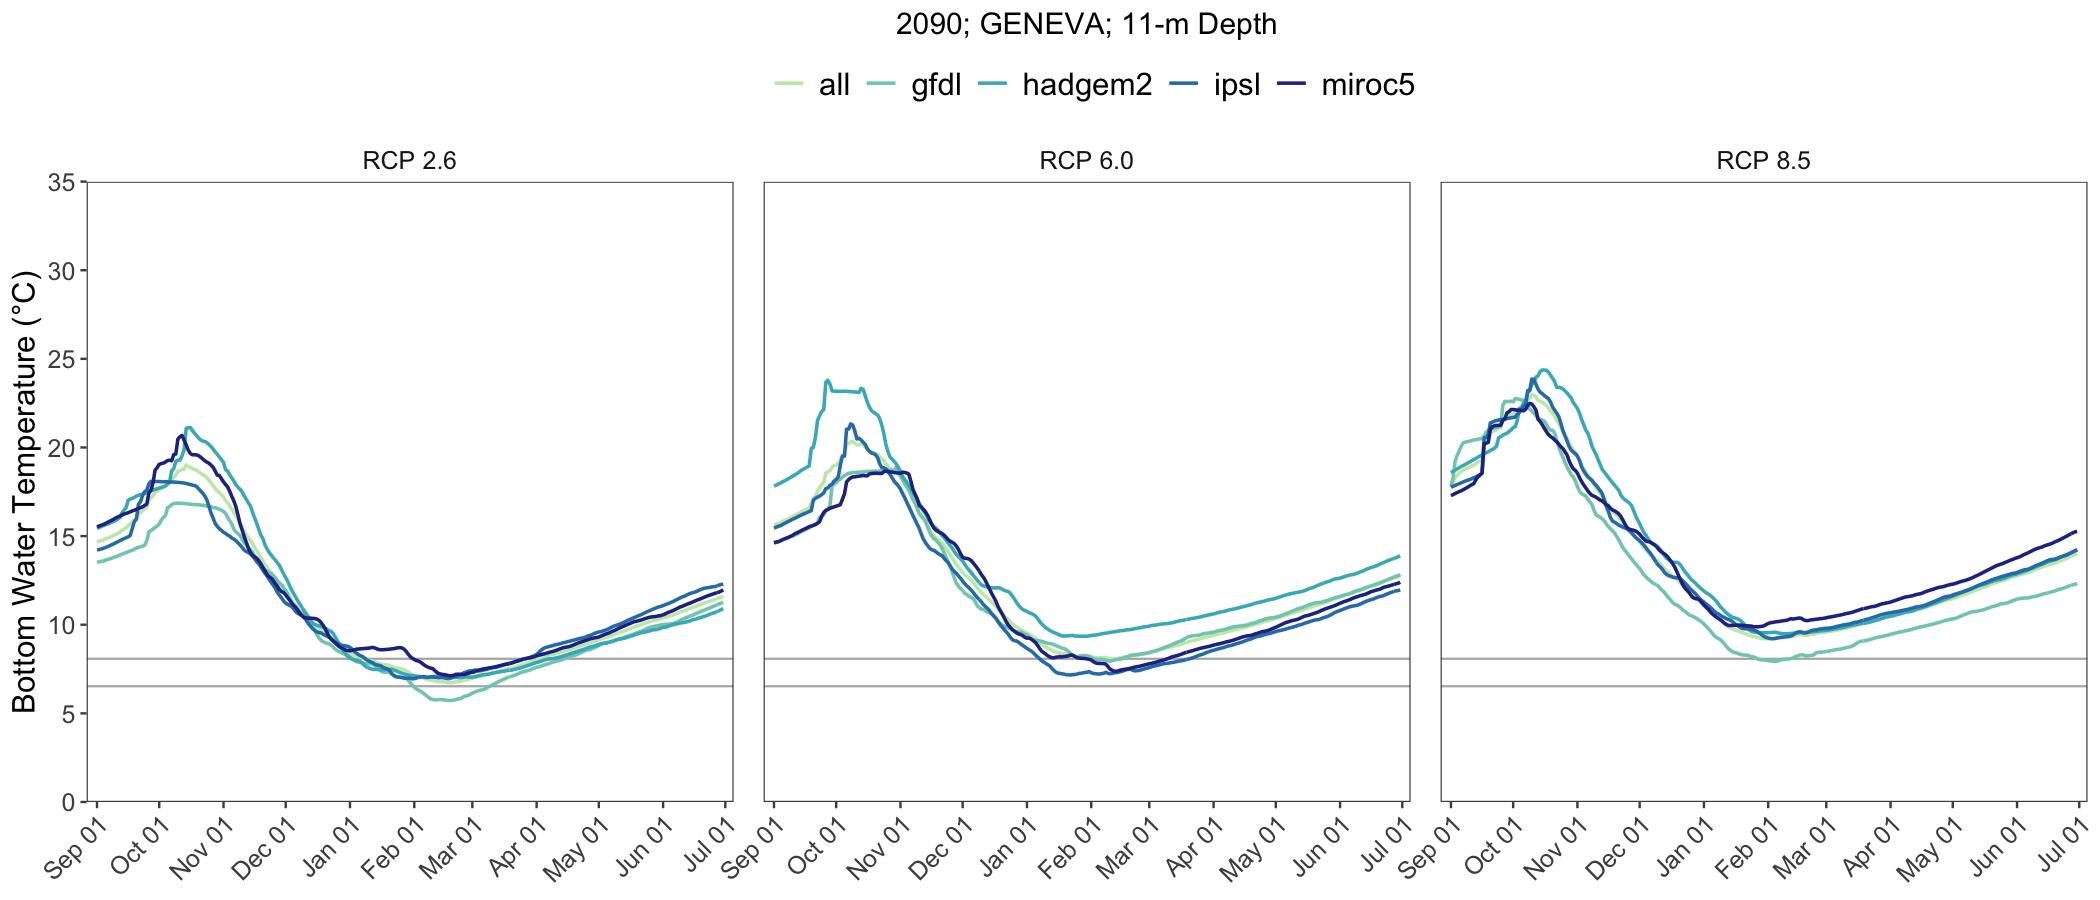 2090; GENEVA; 11-m Depth
all gfdl hadgem2 ipsl miroc5
RCP 2.6 RCP 6.0 RCP 8.5
Bottom Water Temperature (°C)
35
30
25
20
15
10
5
0
Sep 01 Oct 01 Nov 01 Dec 01 Jan 01 Feb 01 Mar 01 Apr 01 May 01 Jun 01 Jul 01 Sep 01 Oct 01 Nov 01 Dec 01 Jan 01 Feb 01 Mar 01 Apr 01 May 01 Jun 01 Jul 01 Sep 01 Oct 01 Nov 01 Dec 01 Jan 01 Feb 01 Mar 01 Apr 01 May 01 Jun 01 Jul 01